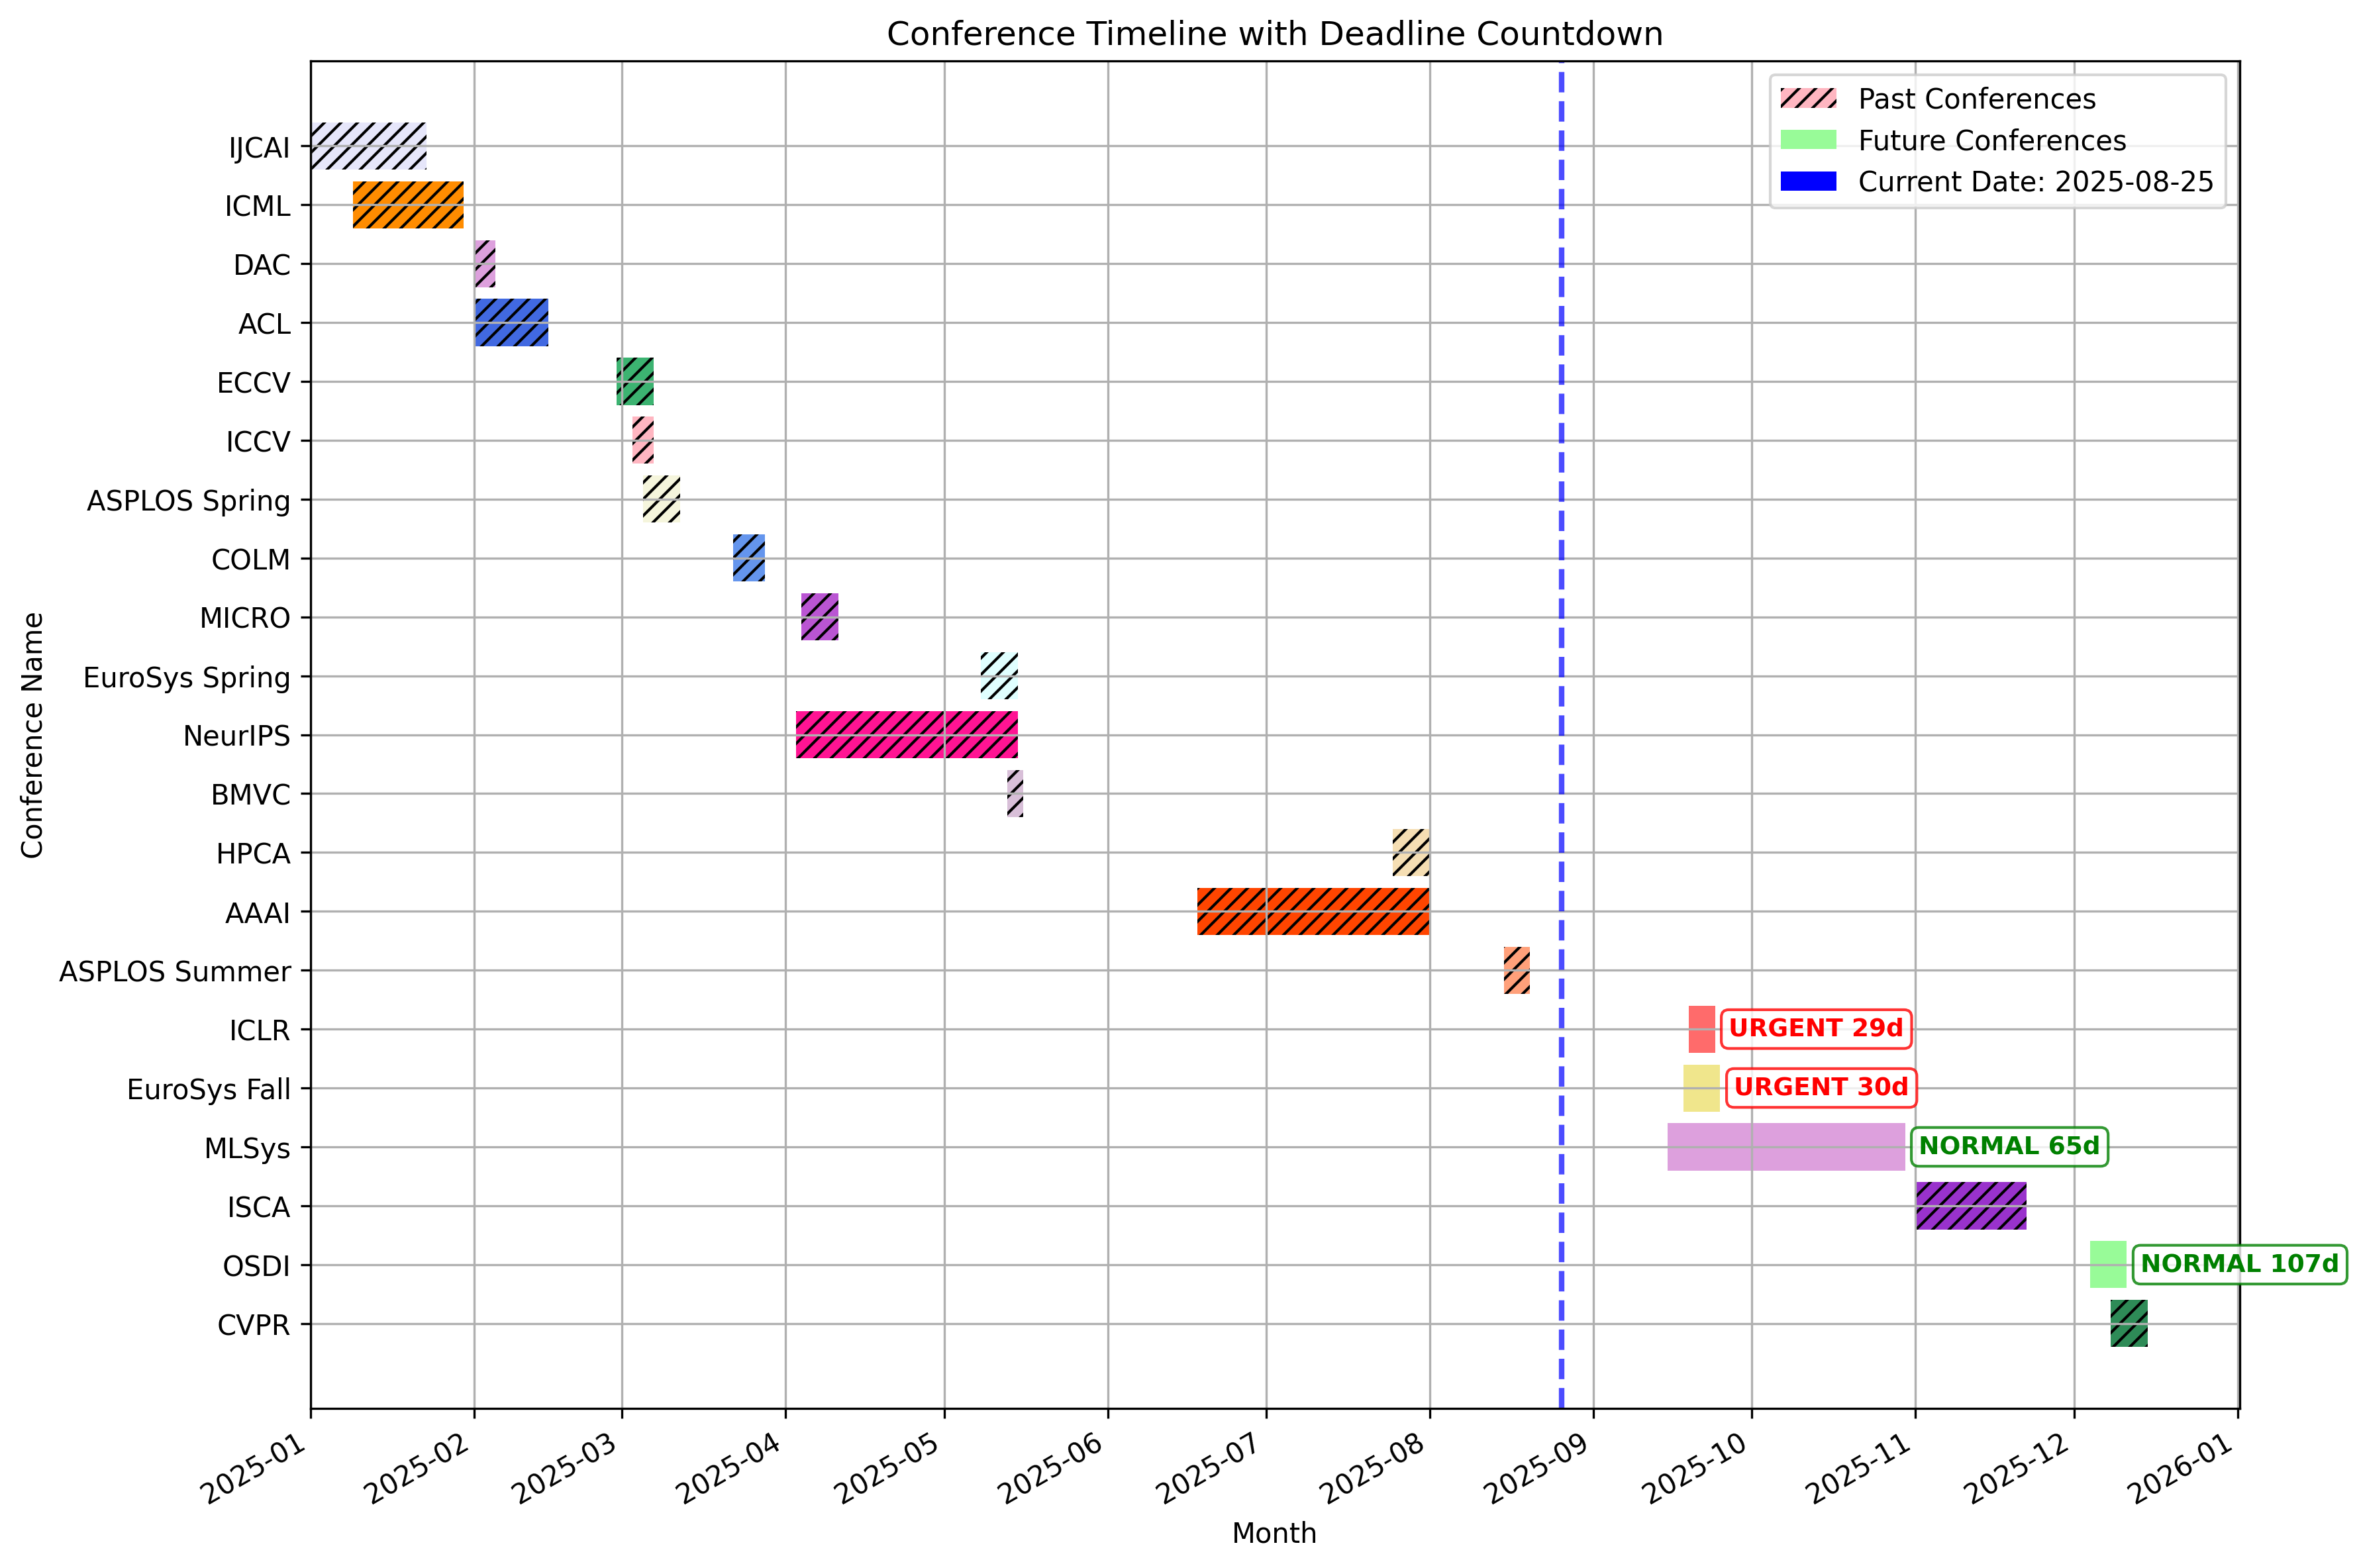 Conference Timeline with Deadline Countdown
Past Conferences
Future Conferences
Current Date: 2025-08-25
Conference Name
IJCAI
ICML
DAC
ACL
ECCV
ICCV
ASPLOS Spring
COLM
MICRO
EuroSys Spring
NeurIPS
BMVC
HPCA
AAAI
ASPLOS Summer
ICLR
URGENT 29d
EuroSys Fall
URGENT 30d
MLSys
NORMAL 65d
ISCA
OSDI
NORMAL 107d
CVPR
2025-01
2025-02
2025-03
2025-04
2025-05
2025-06
2025-07
2025-08
2025-09
2025-10
2025-11
2025-12
2026-01
Month